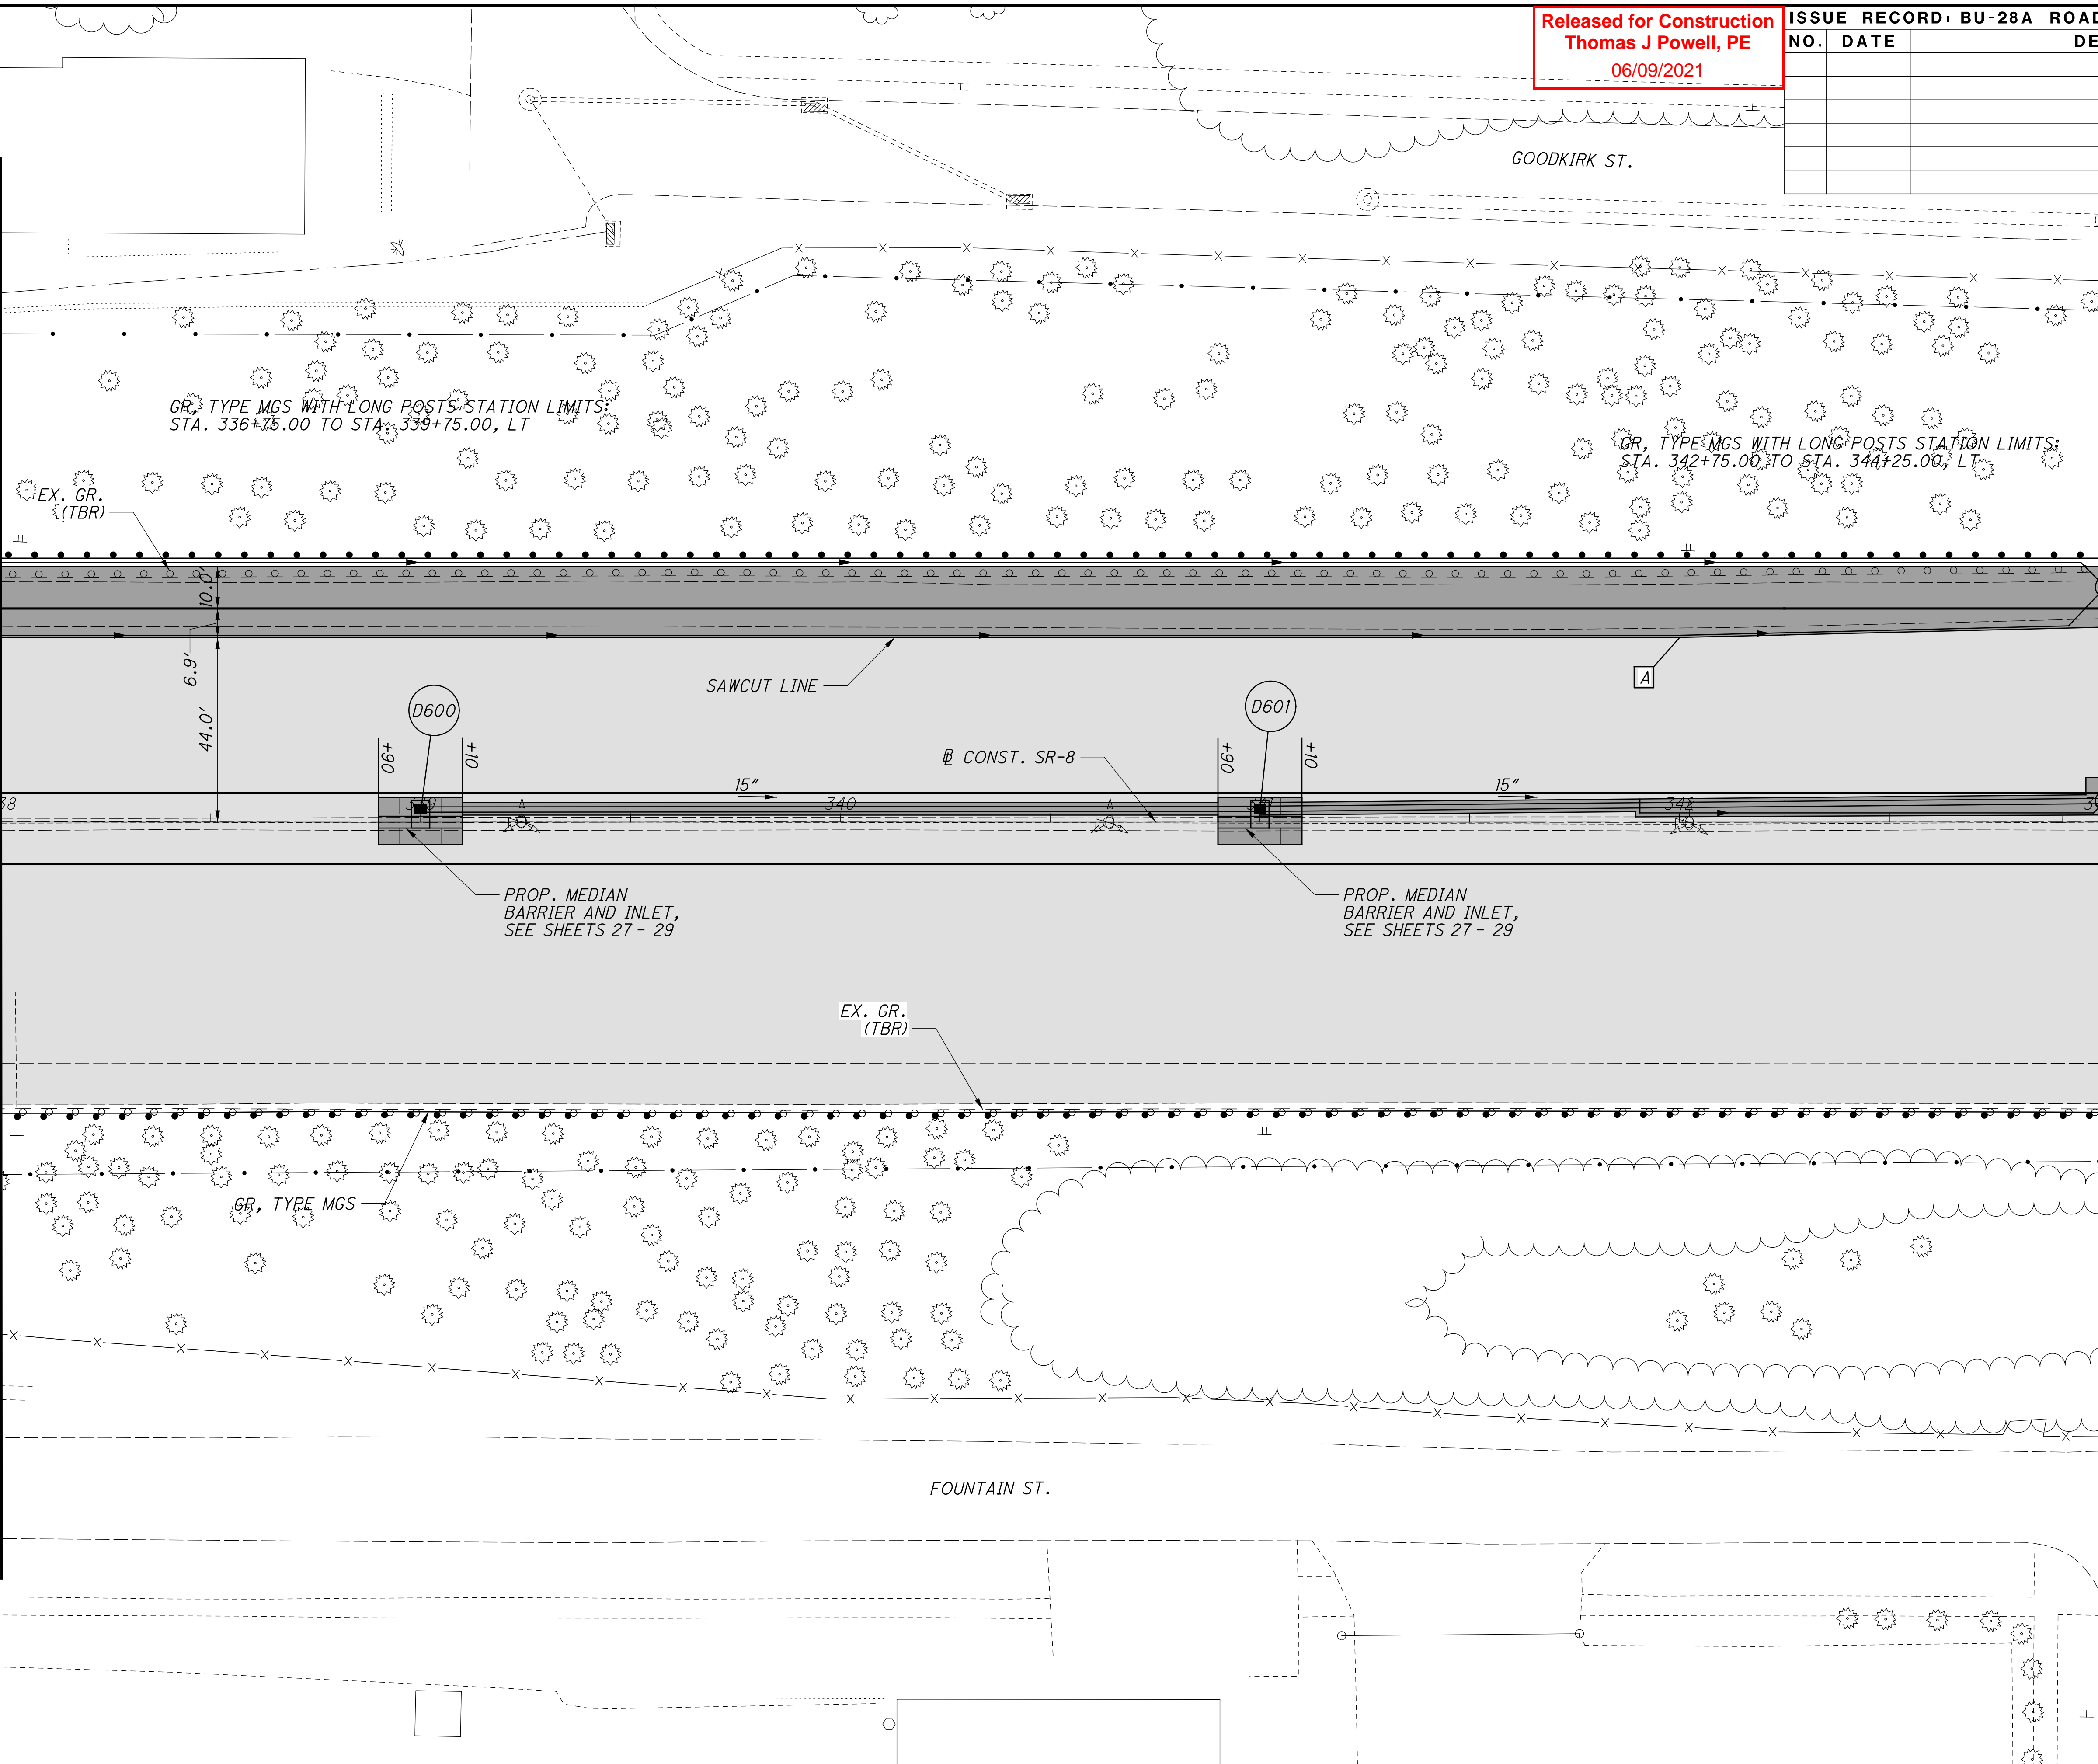 Released for Construction
Thomas J Powell, PE
06/09/2021
ISSUE RECORD: BU-28A ROAD
NO. DATE DE
GOODKIRK ST.
GR, TYPE MGS WITH LONG POSTS STATION LIMITS:
STA. 336+75.00 TO STA. 339+75.00, LT
GR, TYPE MGS WITH LONG POSTS STATION LIMITS:
STA. 342+75.00 TO STA. 344+25.00, LT
EX. GR.
(TBR)
10.0'
6.9'
44.0'
SAWCUT LINE
A
D600
D601
+90
+10
+90
+10
℄ CONST. SR-8
15"
15"
38
339
340
342
PROP. MEDIAN
BARRIER AND INLET,
SEE SHEETS 27 - 29
PROP. MEDIAN
BARRIER AND INLET,
SEE SHEETS 27 - 29
EX. GR.
(TBR)
GR, TYPE MGS
FOUNTAIN ST.